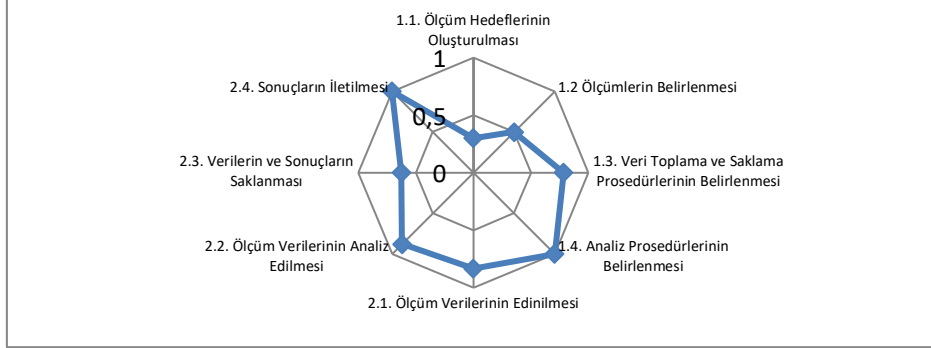 1.1. Ölçüm Hedeflerinin
Oluşturulması
1
2.4. Sonuçların İletilmesi
1.2 Ölçümlerin Belirlenmesi
0,5
2.3. Verilerin ve Sonuçların
Saklanması
0
1.3. Veri Toplama ve Saklama
Prosedürlerinin Belirlenmesi
2.2. Ölçüm Verilerinin Analiz
Edilmesi
1.4. Analiz Prosedürlerinin
Belirlenmesi
2.1. Ölçüm Verilerinin Edinilmesi